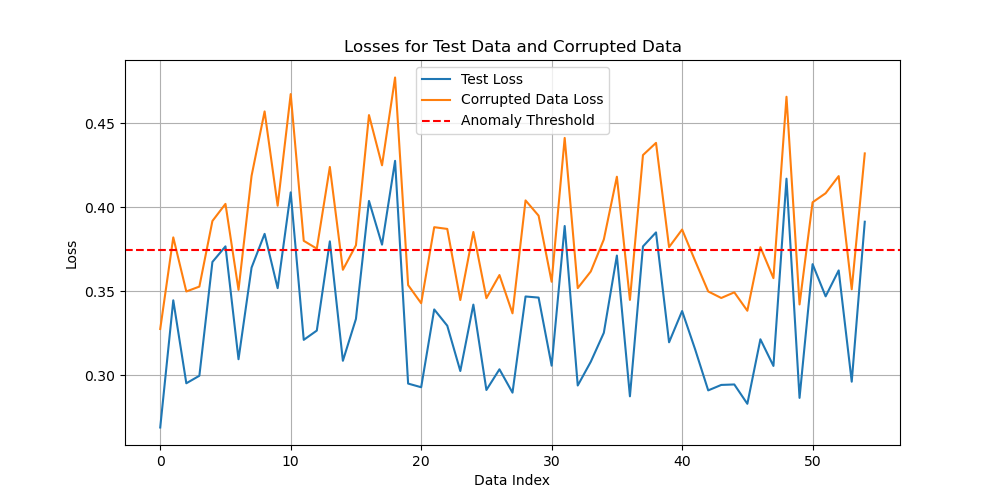 Losses for Test Data and Corrupted Data
Test Loss
Corrupted Data Loss
Anomaly Threshold
0.45
0.40
0.35
0.30
Loss
0 10 20 30 40 50
Data Index